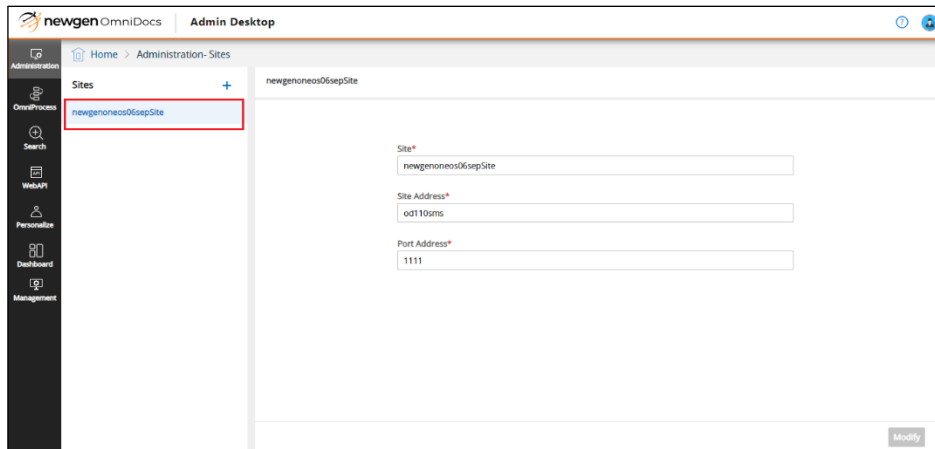 newgen OmniDocs Admin Desktop
Home > Administration- Sites
Administration
OmniProcess
Search
API
WebAPI
Personalize
Dashboard
Management
Sites +
newgenoneos06sepSite
newgenoneos06sepSite
Site*
newgenoneos06sepSite
Site Address*
od110sms
Port Address*
1111
Modify